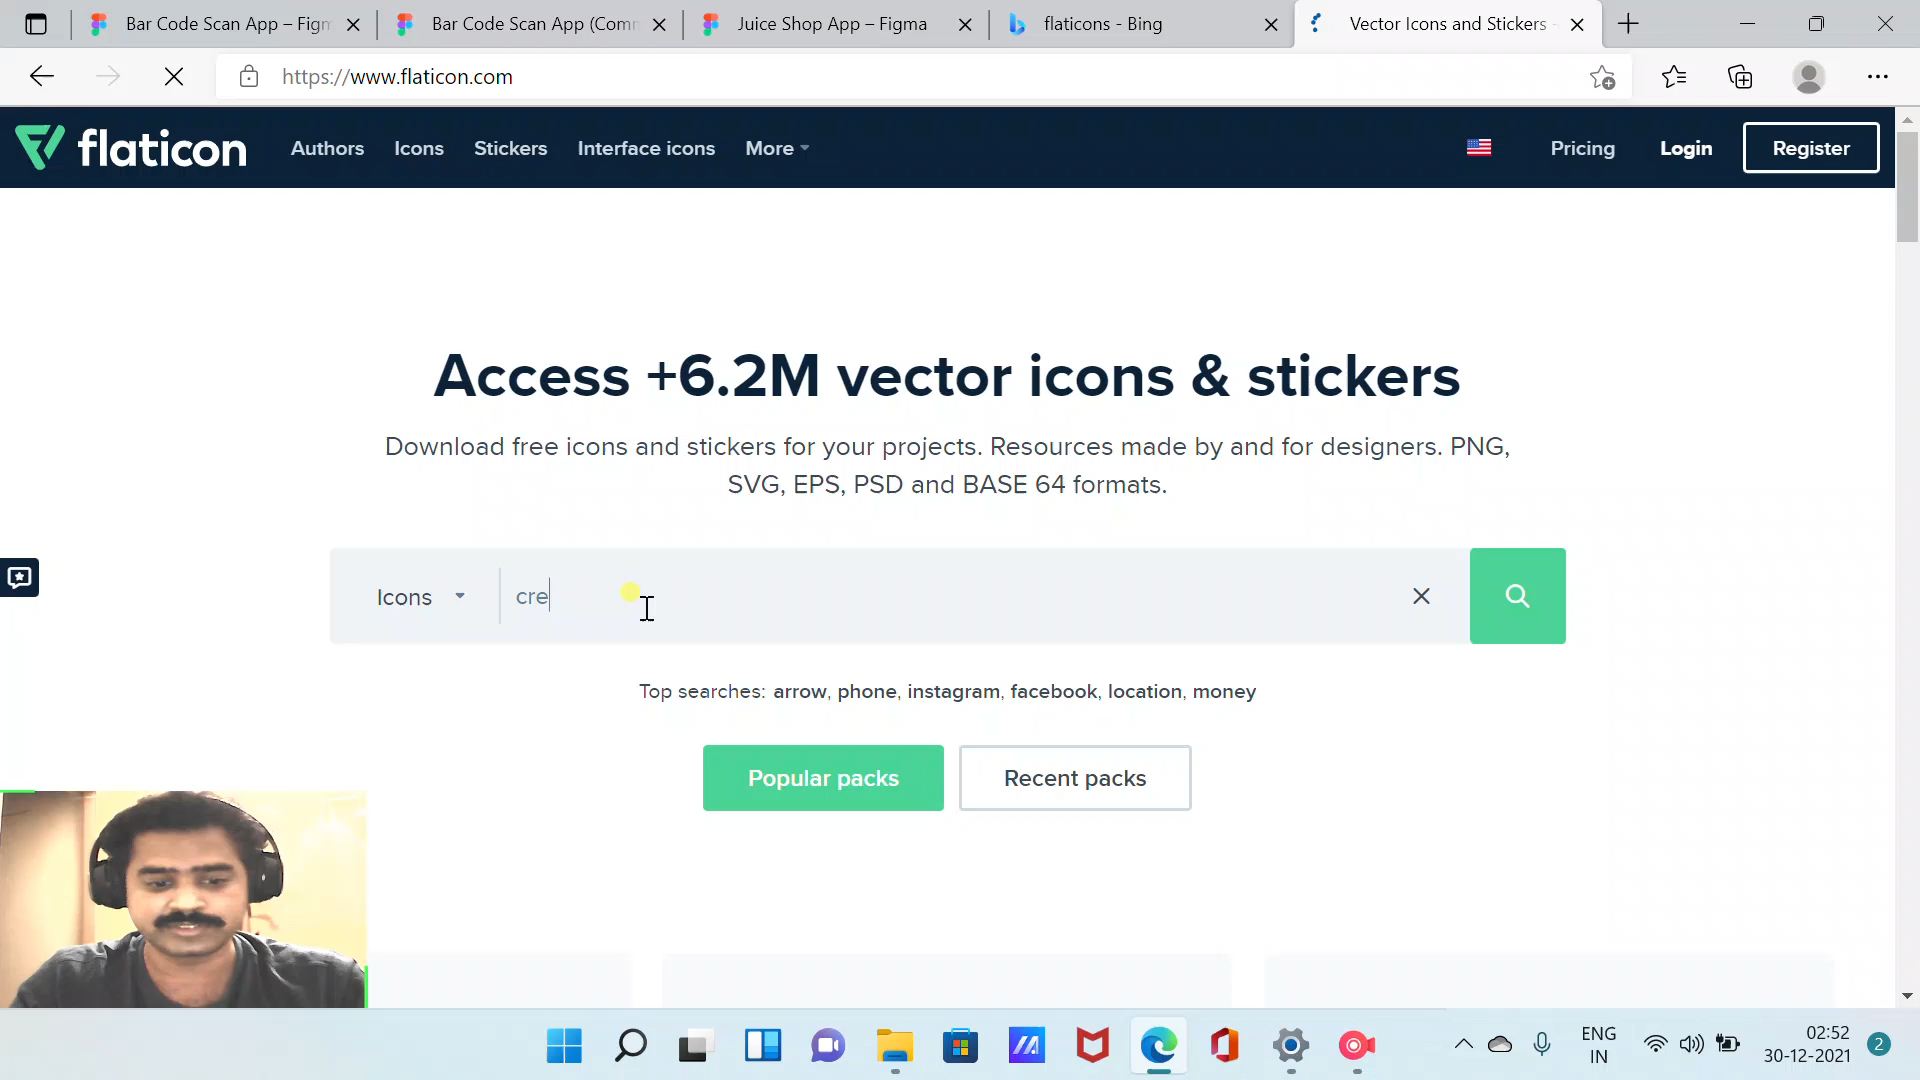 Bar Code Scan App – Figm
Bar Code Scan App (Comm
Juice Shop App – Figma
flaticons - Bing
Vector Icons and Stickers -
https://www.flaticon.com
flaticon
Authors
Icons
Stickers
Interface icons
More
Pricing
Login
Register
Access +6.2M vector icons & stickers
Download free icons and stickers for your projects. Resources made by and for designers. PNG,
SVG, EPS, PSD and BASE 64 formats.
Icons
cre
Top searches: arrow, phone, instagram, facebook, location, money
Popular packs
Recent packs
ENG
IN
02:52
30-12-2021
2